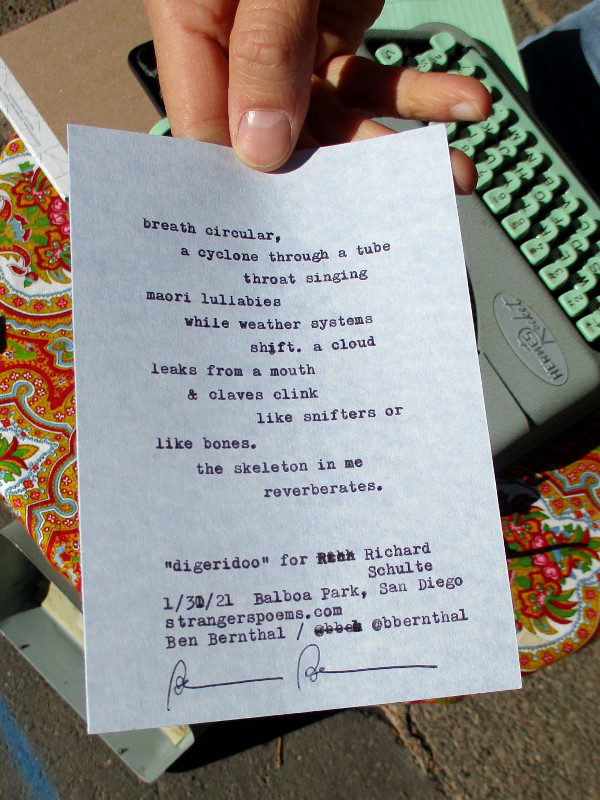 breath circular,
a cyclone through a tube
throat singing
maori lullabies
while weather systems
shift. a cloud
leaks from a mouth
& claves clink
like snifters or
like bones.
the skeleton in me
reverberates.
"digeridoo" for Richard
Schulte
1/30/21 Balboa Park, San Diego
strangerspoems.com
Ben Bernthal / @bbernthal
HERMES
Rocket